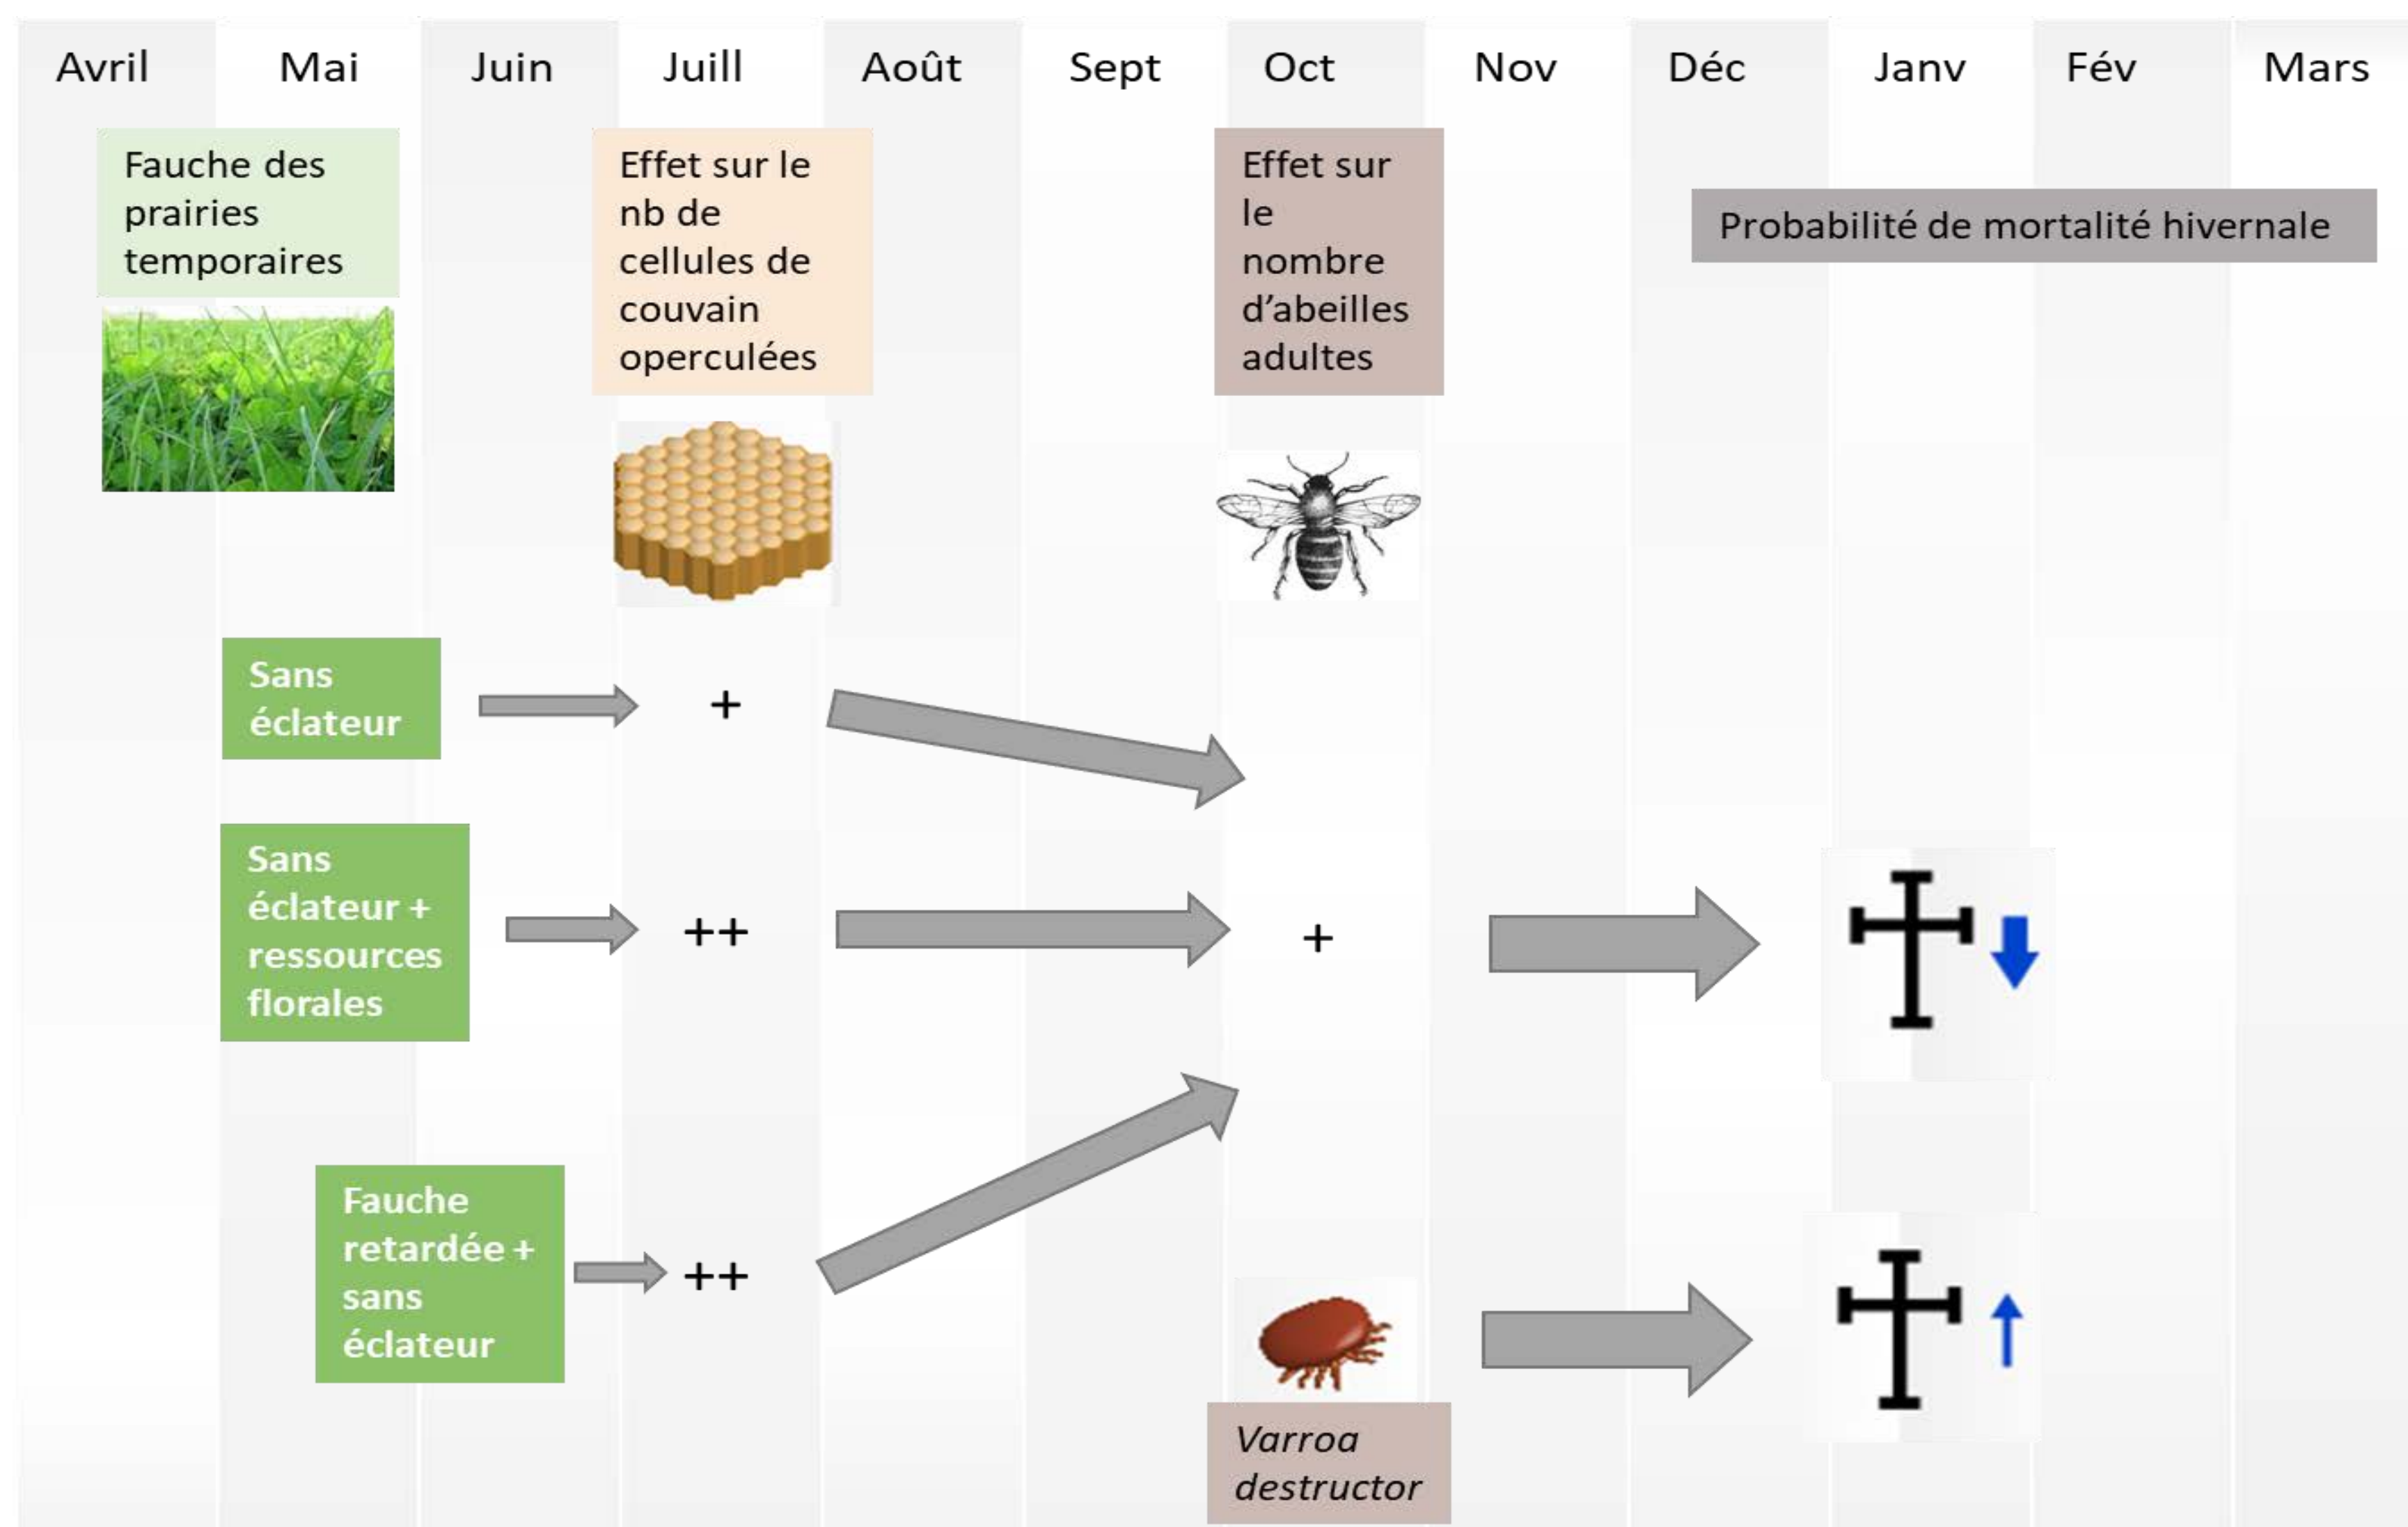 Avril Mai Juin Juill Août Sept Oct Nov Déc Janv Fév Mars
Fauche des
prairies
temporaires
Effet sur le
nb de
cellules de
couvain
operculées
Effet sur
le
nombre
d’abeilles
adultes
Probabilité de mortalité hivernale
Sans
éclateur
+
Sans
éclateur +
ressources
florales
++
+
Fauche
retardée +
sans
éclateur
++
Varroa
destructor